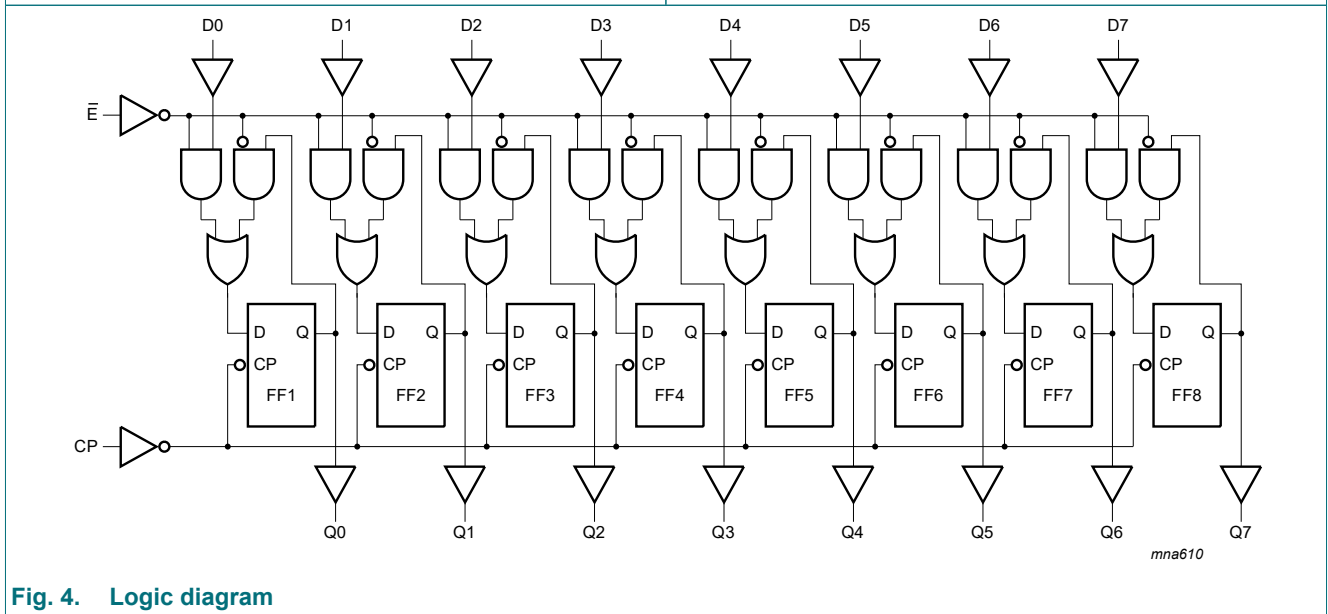 D0 D1 D2 D3 D4 D5 D6 D7
E̅
D Q D Q D Q D Q D Q D Q D Q D Q
CP CP CP CP CP CP CP CP
FF1 FF2 FF3 FF4 FF5 FF6 FF7 FF8
CP
Q0 Q1 Q2 Q3 Q4 Q5 Q6 Q7
mna610
Fig. 4. Logic diagram